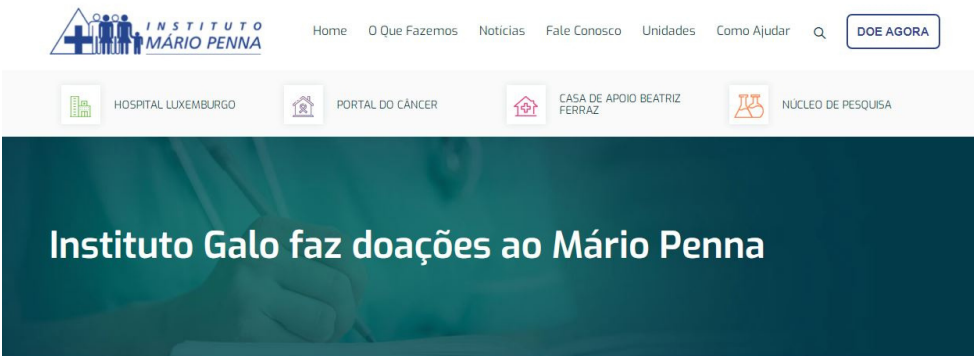 INSTITUTO
MÁRIO PENNA
Home
O Que Fazemos
Notícias
Fale Conosco
Unidades
Como Ajudar
DOE AGORA
HOSPITAL LUXEMBURGO
PORTAL DO CÂNCER
CASA DE APOIO BEATRIZ
FERRAZ
NÚCLEO DE PESQUISA
Instituto Galo faz doações ao Mário Penna